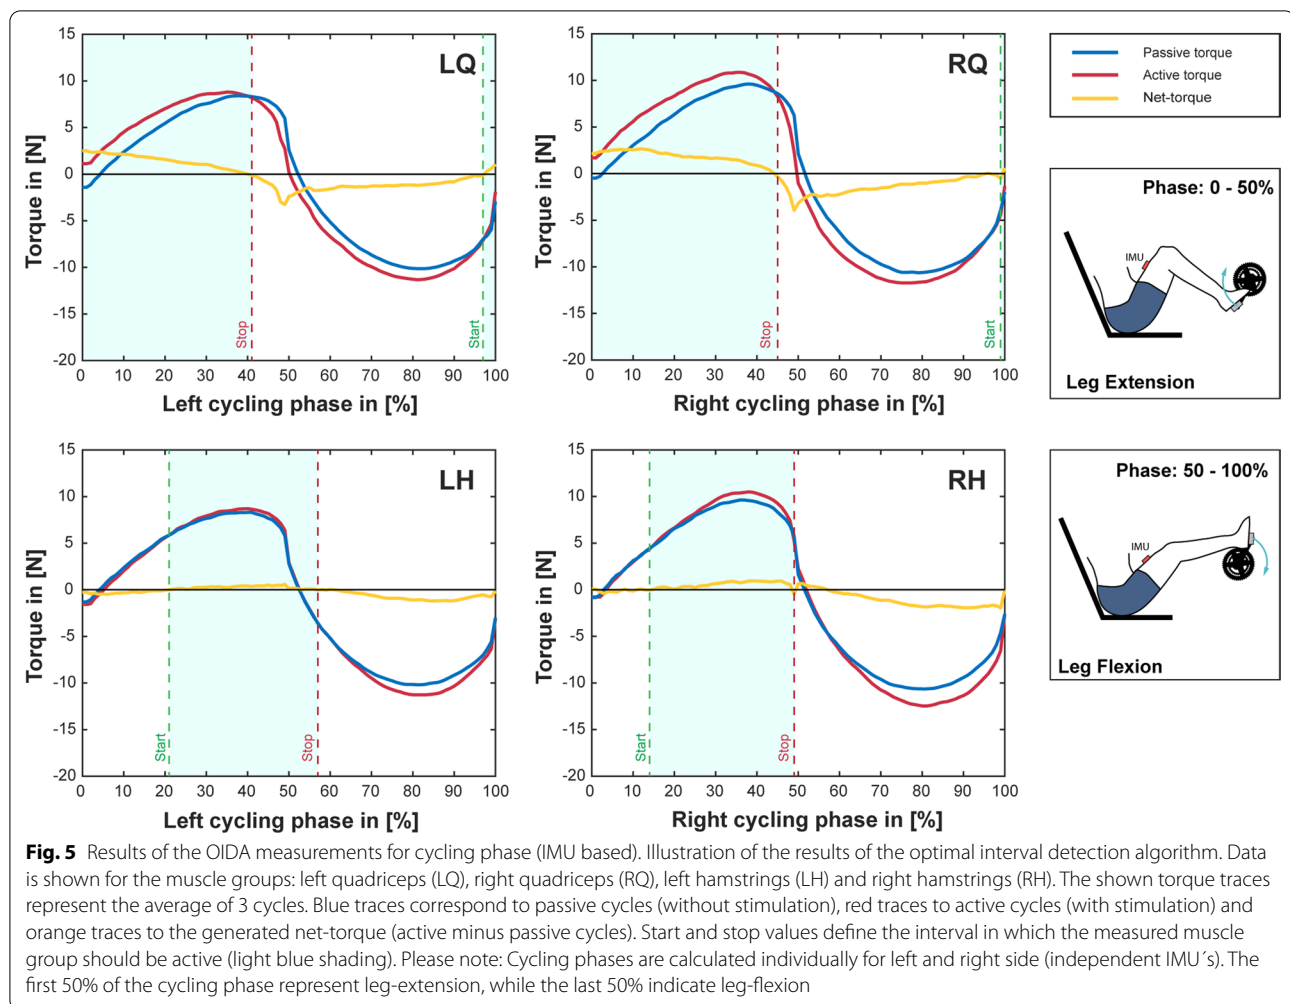 15
10
5
0
-5
-10
-15
-20
Torque in [N]
LQ
Stop
Start
0 10 20 30 40 50 60 70 80 90 100
Left cycling phase in [%]
15
10
5
0
-5
-10
-15
-20
Torque in [N]
RQ
Stop
Start
0 10 20 30 40 50 60 70 80 90 100
Right cycling phase in [%]
Passive torque
Active torque
Net-torque
Phase: 0 - 50%
IMU
Leg Extension
15
10
5
0
-5
-10
-15
-20
Torque in [N]
LH
Start
Stop
0 10 20 30 40 50 60 70 80 90 100
Left cycling phase in [%]
15
10
5
0
-5
-10
-15
-20
Torque in [N]
RH
Start
Stop
0 10 20 30 40 50 60 70 80 90 100
Right cycling phase in [%]
Phase: 50 - 100%
IMU
Leg Flexion
Fig. 5 Results of the OIDA measurements for cycling phase (IMU based). Illustration of the results of the optimal interval detection algorithm. Data
is shown for the muscle groups: left quadriceps (LQ), right quadriceps (RQ), left hamstrings (LH) and right hamstrings (RH). The shown torque traces
represent the average of 3 cycles. Blue traces correspond to passive cycles (without stimulation), red traces to active cycles (with stimulation) and
orange traces to the generated net-torque (active minus passive cycles). Start and stop values define the interval in which the measured muscle
group should be active (light blue shading). Please note: Cycling phases are calculated individually for left and right side (independent IMU´s). The
first 50% of the cycling phase represent leg-extension, while the last 50% indicate leg-flexion